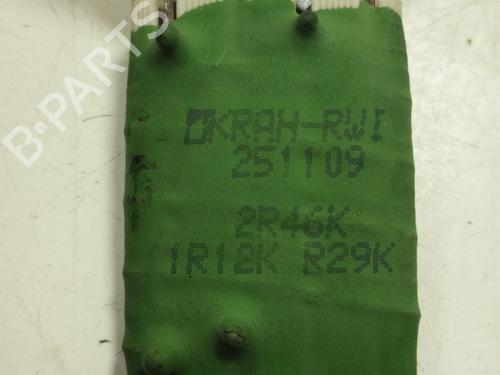 KRAH-RWI
251109
2R46K
1R12K R29K
B-PARTS